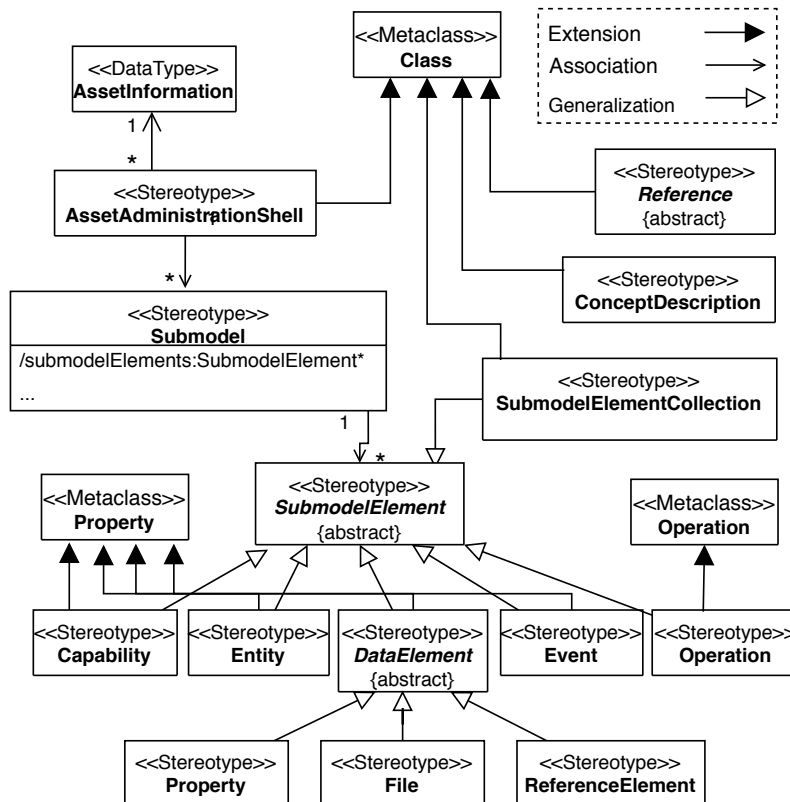 <<Metaclass>>
Class
Extension
Association
Generalization
<<DataType>>
AssetInformation
1
*
<<Stereotype>>
AssetAdministrationShell
<<Stereotype>>
Reference
{abstract}
*
<<Stereotype>>
ConceptDescription
<<Stereotype>>
Submodel
/submodelElements:SubmodelElement*
...
<<Stereotype>>
SubmodelElementCollection
1
*
<<Stereotype>>
SubmodelElement
{abstract}
<<Metaclass>>
Property
<<Metaclass>>
Operation
<<Stereotype>>
Capability
<<Stereotype>>
Entity
<<Stereotype>>
DataElement
{abstract}
<<Stereotype>>
Event
<<Stereotype>>
Operation
<<Stereotype>>
Property
<<Stereotype>>
File
<<Stereotype>>
ReferenceElement